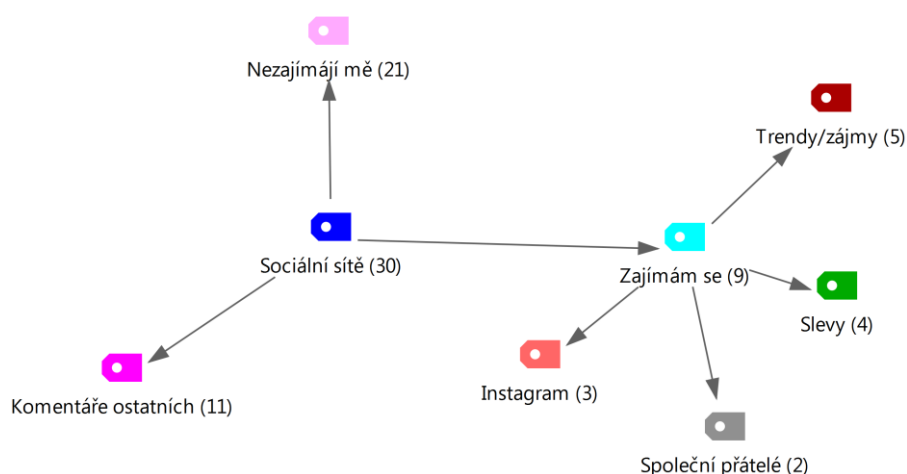 Nezajímájí mě (21)
Trendy/zájmy (5)
Sociální sítě (30)
Zajímám se (9)
Slevy (4)
Komentáře ostatních (11)
Instagram (3)
Společní přátelé (2)